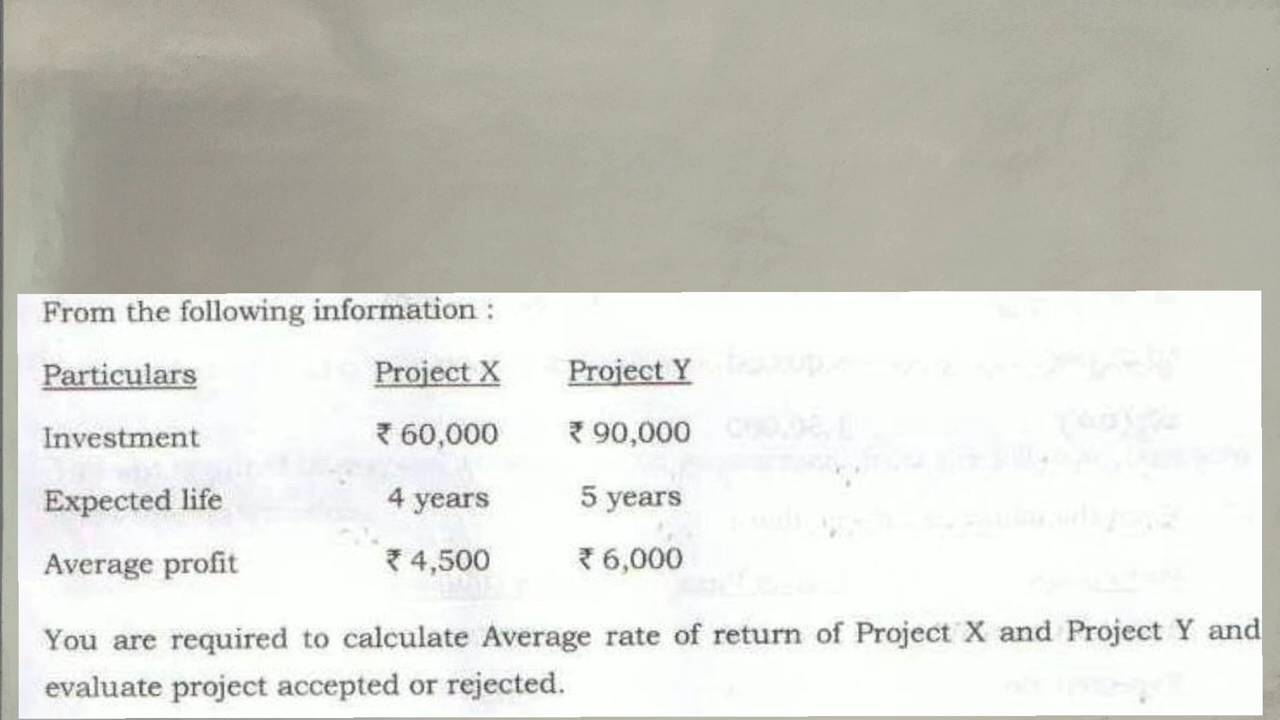 From the following information :
Particulars Project X Project Y
Investment ₹ 60,000 ₹ 90,000
Expected life 4 years 5 years
Average profit ₹ 4,500 ₹ 6,000
You are required to calculate Average rate of return of Project X and Project Y and
evaluate project accepted or rejected.